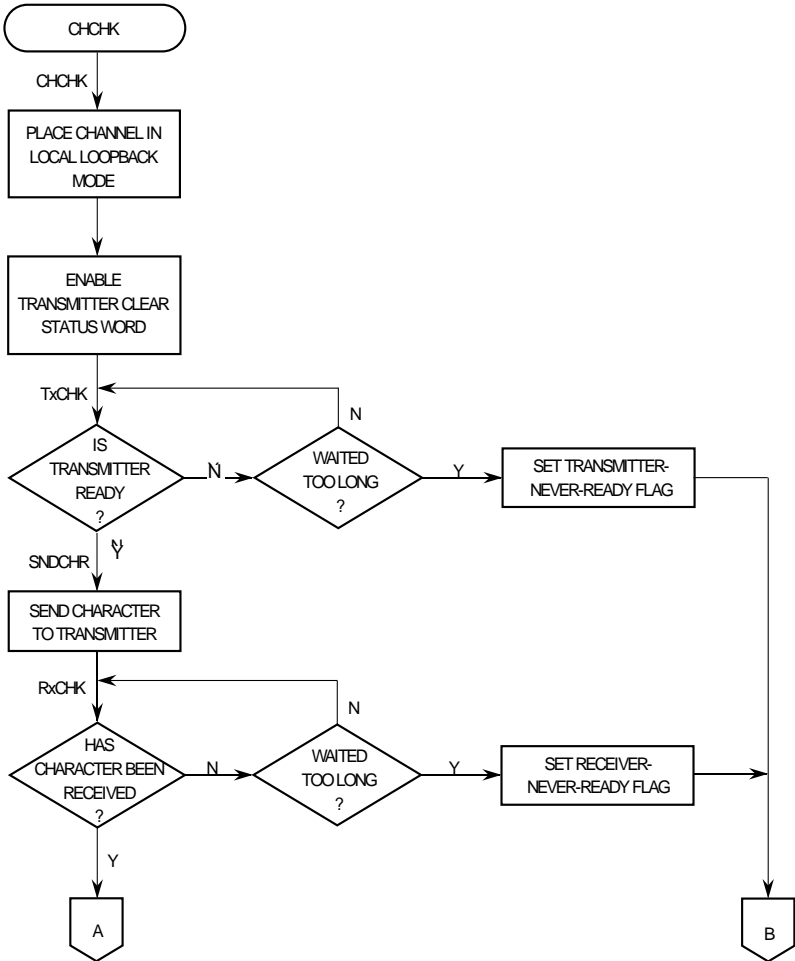 CHCHK
CHCHK
PLACE CHANNEL IN
LOCAL LOOPBACK
MODE
ENABLE
TRANSMITTER CLEAR
STATUS WORD
TxCHK
N
IS
TRANSMITTER
READY
?
N
WAITED
TOO LONG
?
Y
SET TRANSMITTER-
NEVER-READY FLAG
SNDCHR
Y
SEND CHARACTER
TO TRANSMITTER
RxCHK
N
HAS
CHARACTER BEEN
RECEIVED
?
N
WAITED
TOO LONG
?
Y
SET RECEIVER-
NEVER-READY FLAG
Y
A
B